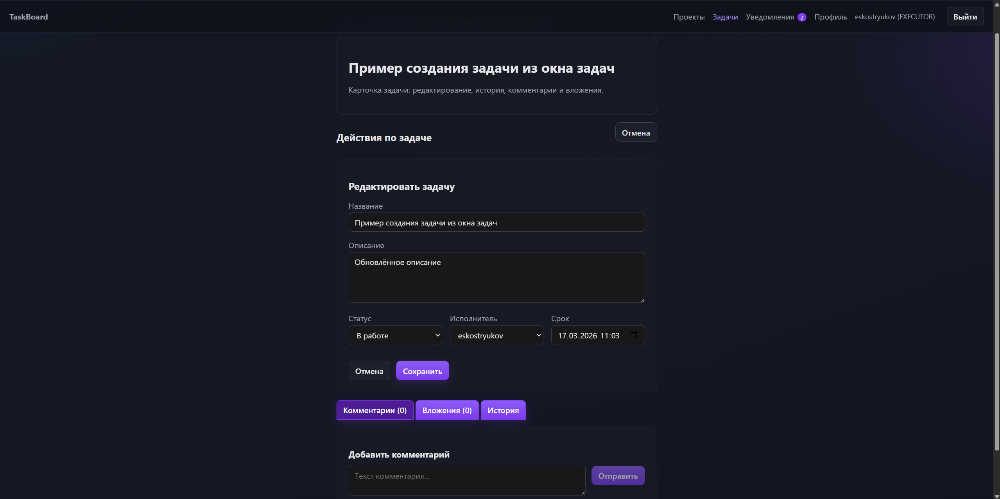 TaskBoard
Проекты Задачи Уведомления 2 Профиль eskostryukov (EXECUTOR) Выйти
Пример создания задачи из окна задач
Карточка задачи: редактирование, история, комментарии и вложения.
Действия по задаче
Отмена
Редактировать задачу
Название
Пример создания задачи из окна задач
Описание
Обновлённое описание
Статус Исполнитель Срок
В работе eskostryukov 17.03.2026 11:03
Отмена Сохранить
Комментарии (0) Вложения (0) История
Добавить комментарий
Текст комментария... Отправить